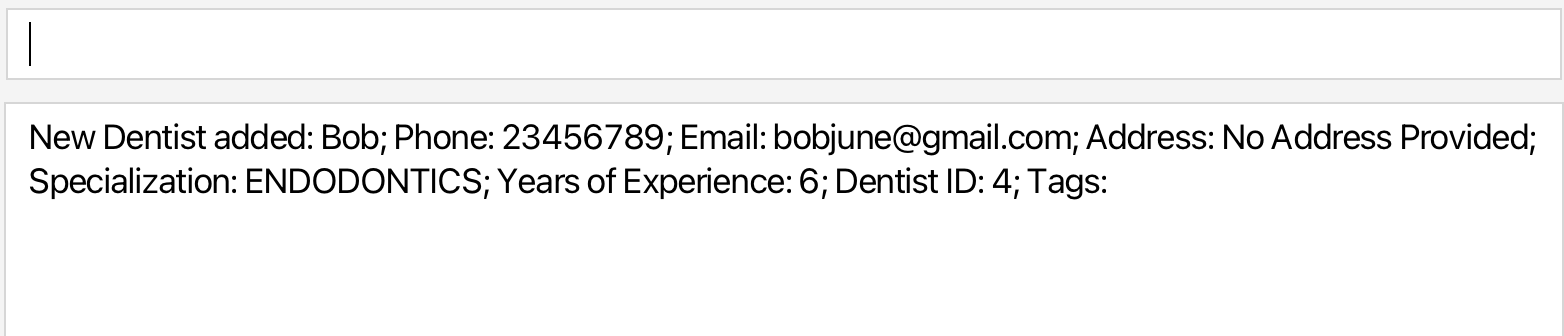 New Dentist added: Bob; Phone: 23456789; Email: bobjune@gmail.com; Address: No Address Provided;
Specialization: ENDODONTICS; Years of Experience: 6; Dentist ID: 4; Tags: